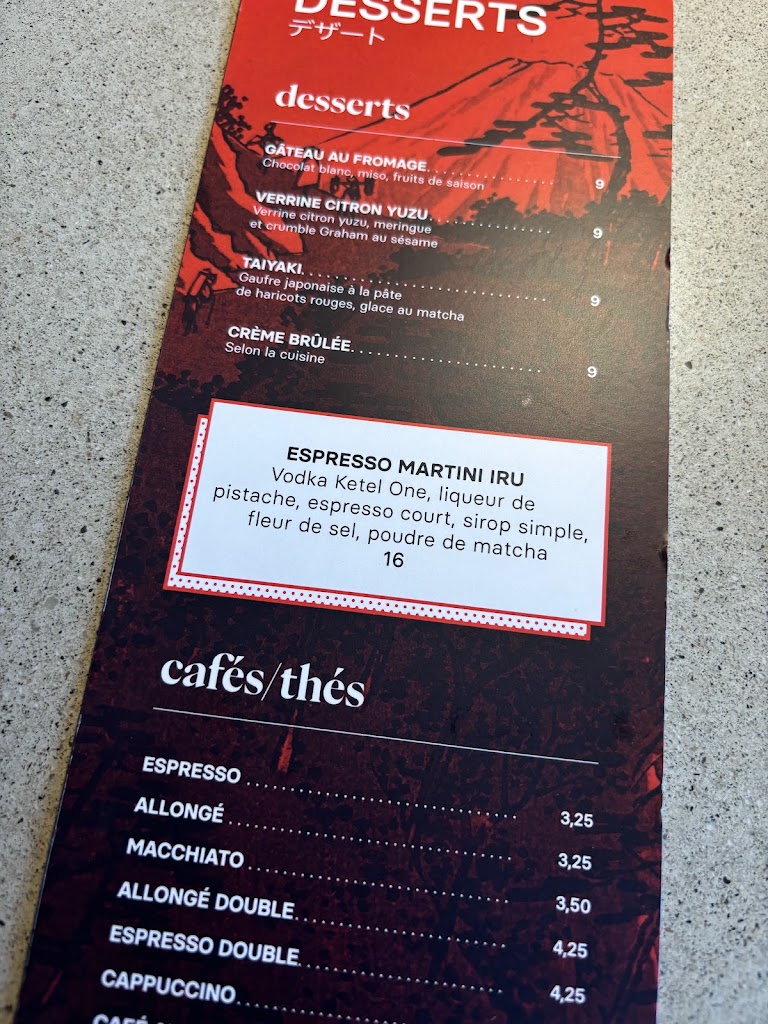 DESSERTS
デザート
desserts
GÂTEAU AU FROMAGE 9
Chocolat blanc, miso, fruits de saison
VERRINE CITRON YUZU 9
Verrine citron yuzu, meringue
et crumble Graham au sésame
TAIYAKI 9
Gaufre japonaise à la pâte
de haricots rouges, glace au matcha
CRÈME BRÛLÉE 9
Selon la cuisine
ESPRESSO MARTINI IRU
Vodka Ketel One, liqueur de
pistache, espresso court, sirop simple,
fleur de sel, poudre de matcha
16
cafés/thés
ESPRESSO 3,25
ALLONGÉ 3,25
MACCHIATO 3,50
ALLONGÉ DOUBLE 4,25
ESPRESSO DOUBLE 4,25
CAPPUCCINO
CAFÉ